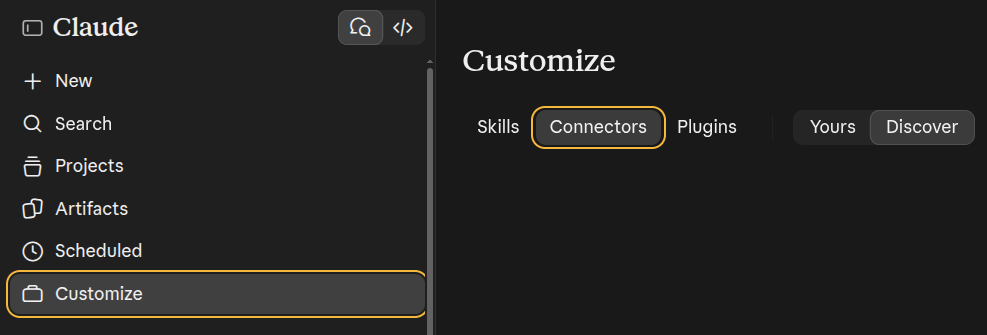 Claude
New
Search
Projects
Artifacts
Scheduled
Customize
Customize
Skills Connectors Plugins Yours Discover